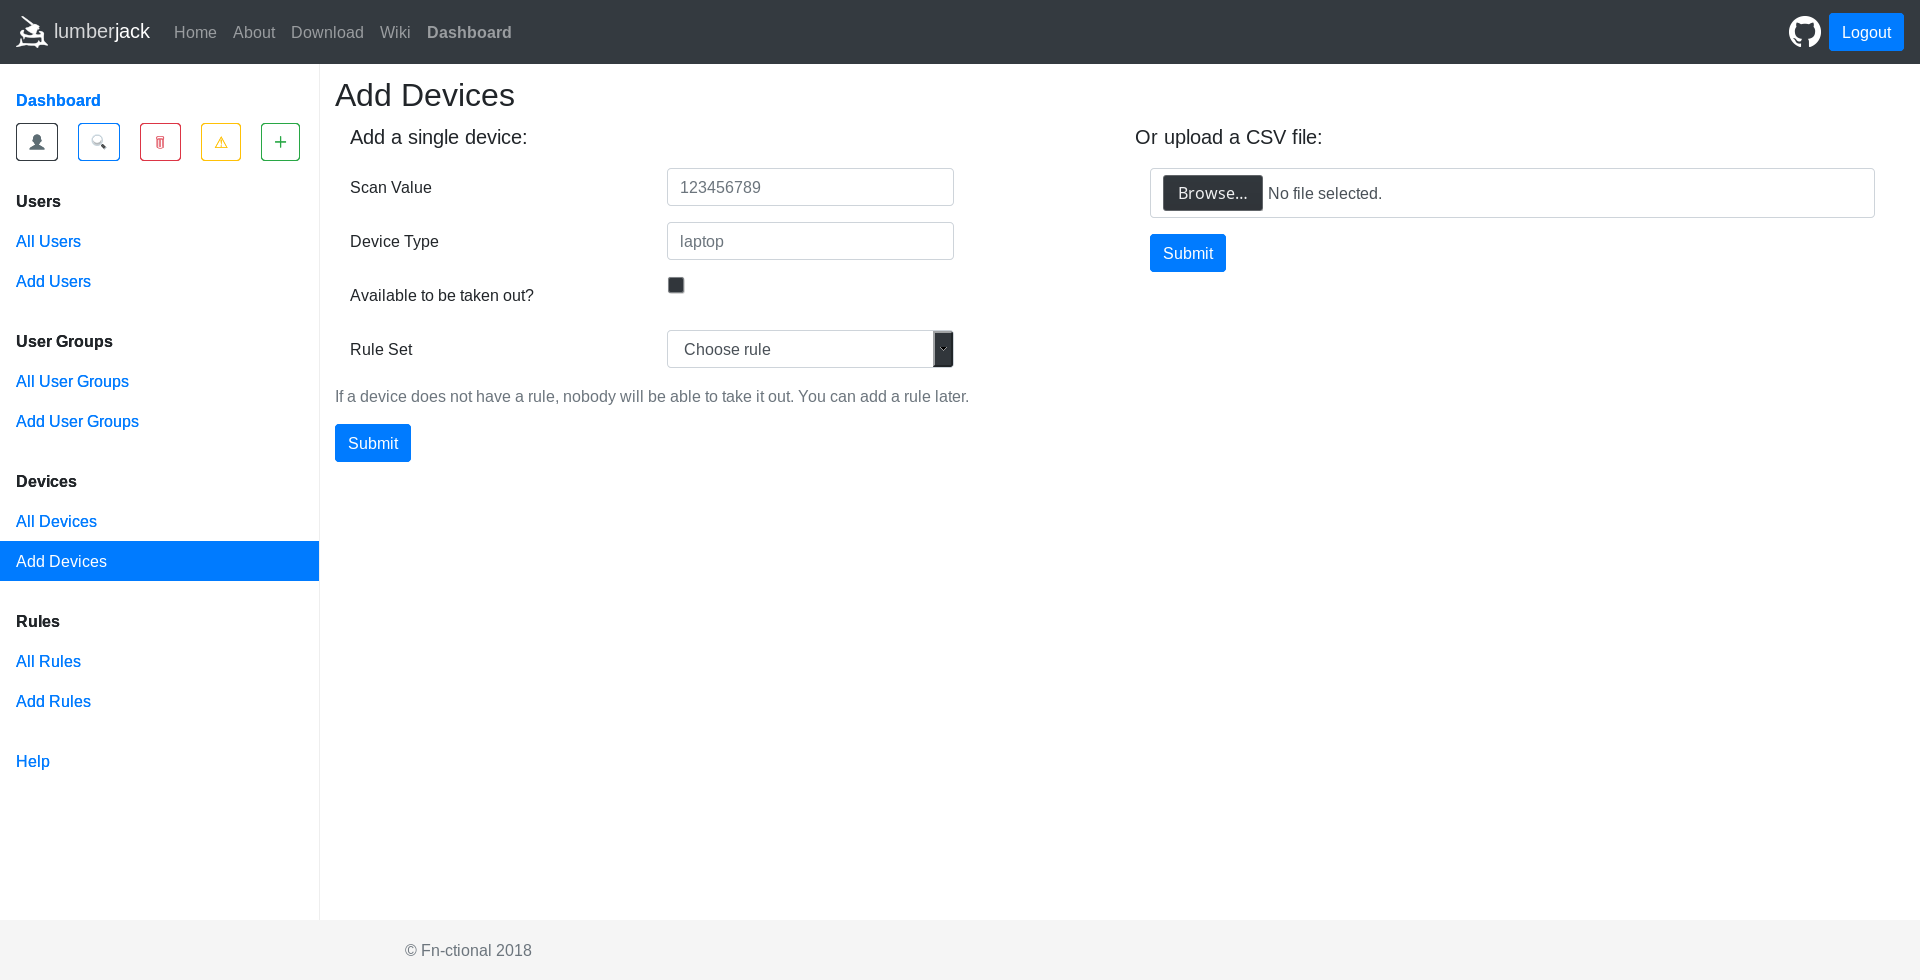 lumberjack Home About Download Wiki Dashboard Logout
Dashboard
Users
All Users
Add Users
User Groups
All User Groups
Add User Groups
Devices
All Devices
Add Devices
Rules
All Rules
Add Rules
Help
Add Devices
Add a single device:
Scan Value 123456789
Device Type laptop
Available to be taken out?
Rule Set Choose rule
If a device does not have a rule, nobody will be able to take it out. You can add a rule later.
Submit
Or upload a CSV file:
Browse... No file selected.
Submit
© Fn-ctional 2018